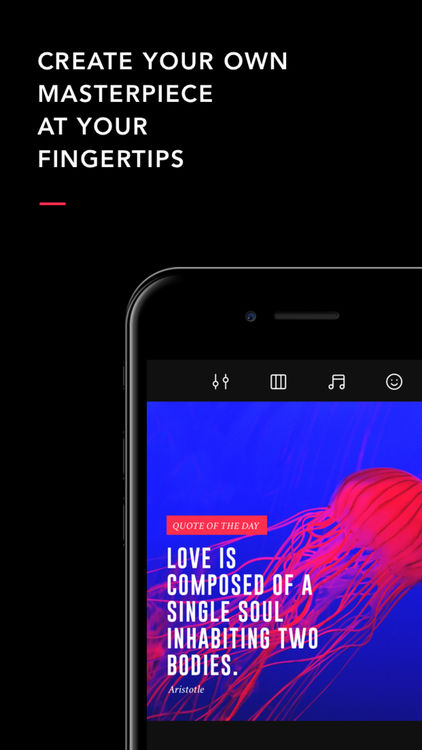 CREATE YOUR OWN
MASTERPIECE
AT YOUR
FINGERTIPS
QUOTE OF THE DAY
LOVE IS
COMPOSED OF A
SINGLE SOUL
INHABITING TWO
BODIES.
Aristotle